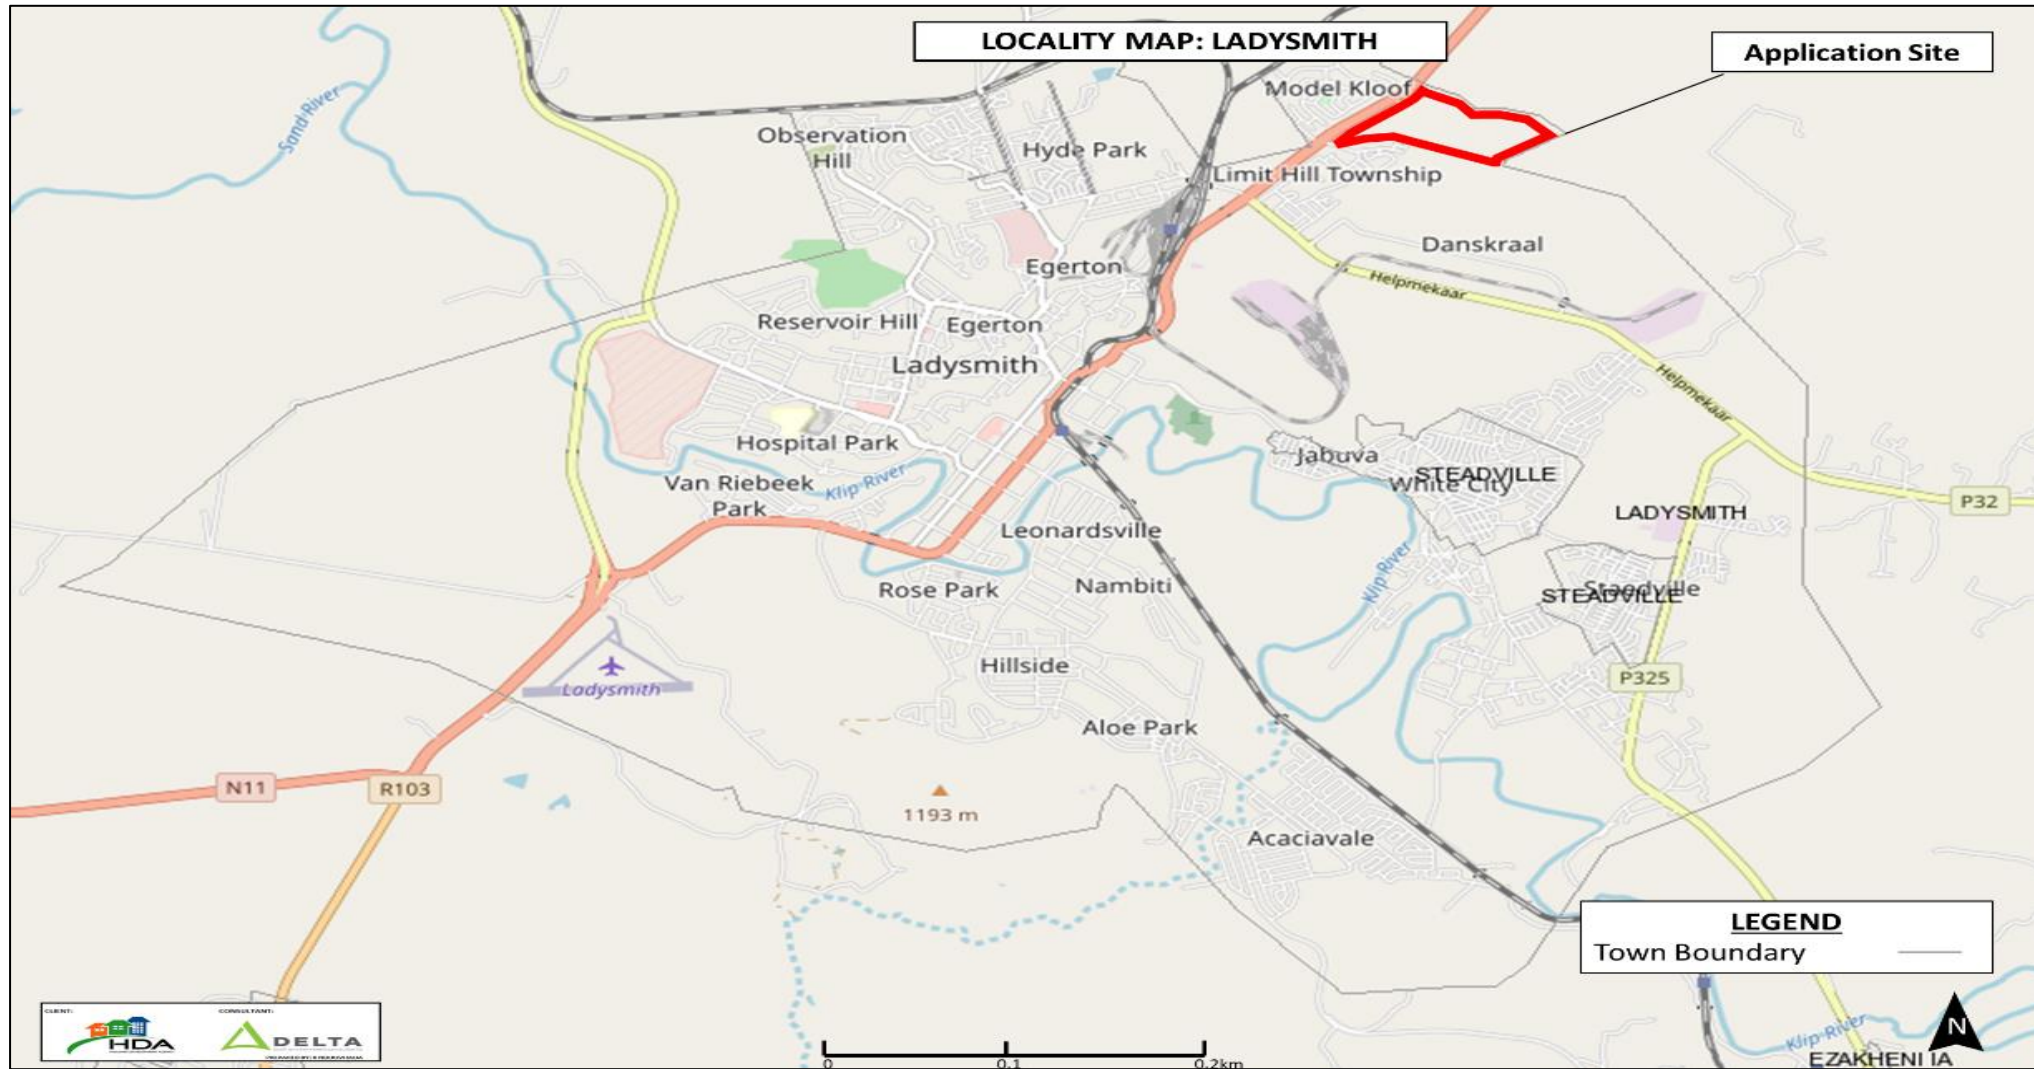 LOCALITY MAP: LADYSMITH
Application Site
Model Kloof
Sand River
Observation
Hill
Hyde Park
Limit Hill Township
Danskraal
Egerton
Helpmekaar
Reservoir Hill
Egerton
Ladysmith
Helpmekaar
Hospital Park
Jabuva
STEADVILLE
White City
Van Riebeek
Park
Klip River
P32
LADYSMITH
Leonardsville
Klip River
Rose Park
Nambiti
STEADVILLE
Hillside
P325
Ladysmith
Aloe Park
N11
R103
1193 m
Acaciavale
LEGEND
Town Boundary
CLIENT:
CONSULTANT:
HDA
DELTA
N
Klip River
EZAKHENI IA
0
0.1
0.2km